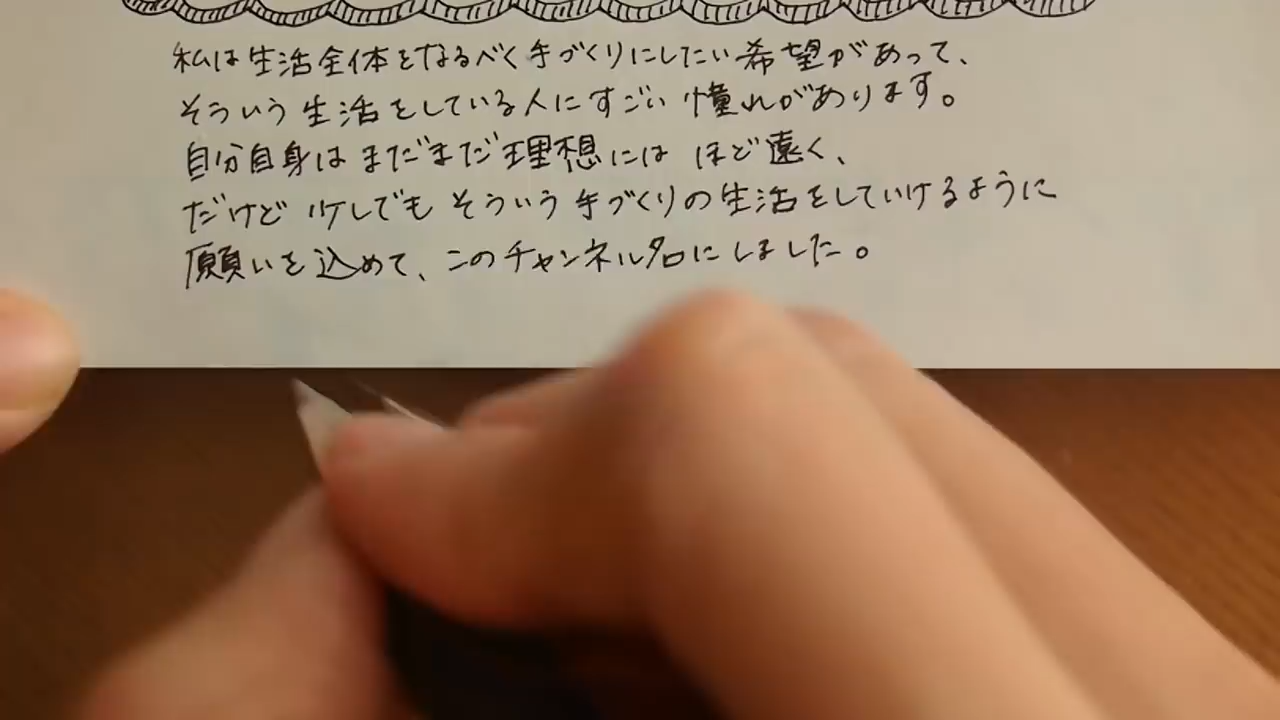 私は生活全体をなるべく手づくりにしたい希望があって、
そういう生活をしている人にすごい憧れがあります。
自分自身はまだまだ理想にはほど遠く、
だけど少しでもそういう手づくりの生活をしていけるように
願いを込めて、このチャンネル名にしました。